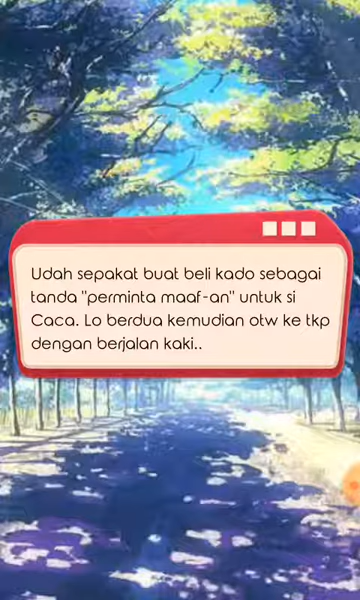 Udah sepakat buat beli kado sebagai
tanda "perminta maaf-an" untuk si
Caca. Lo berdua kemudian otw ke tkp
dengan berjalan kaki..